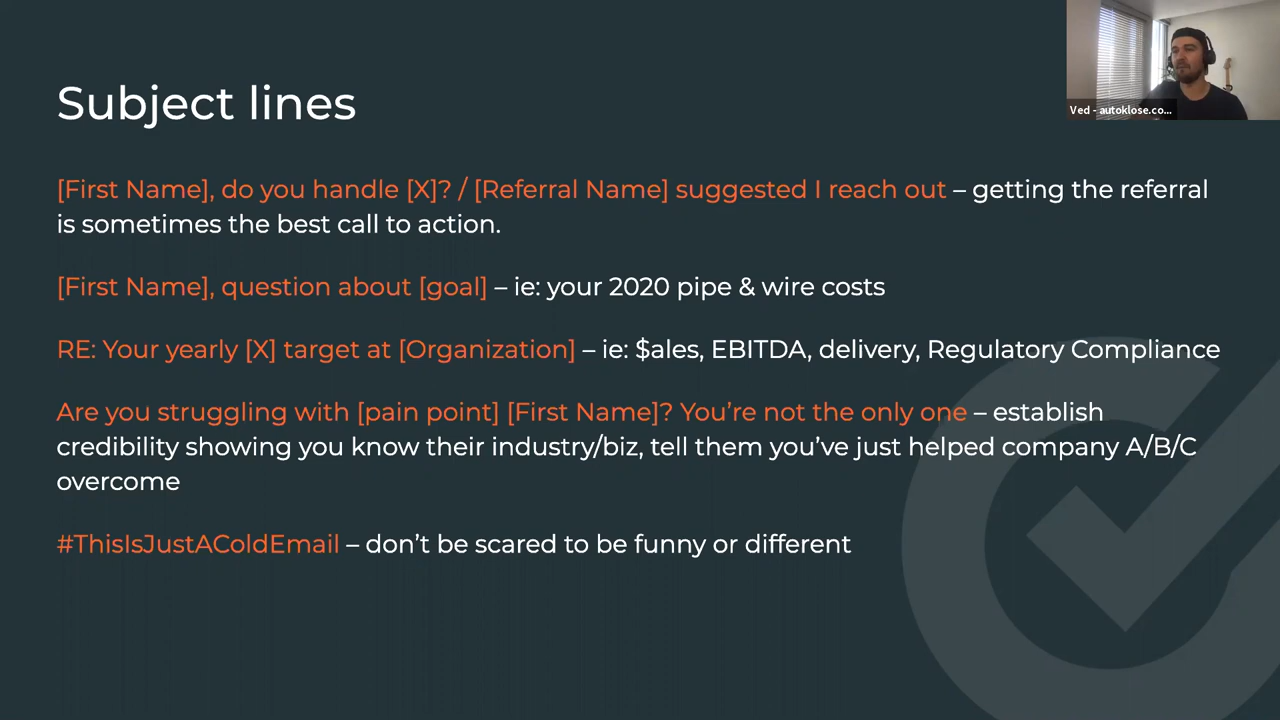 Subject lines
[First Name], do you handle [X]? / [Referral Name] suggested I reach out – getting the referral
is sometimes the best call to action.
[First Name], question about [goal] – ie: your 2020 pipe & wire costs
RE: Your yearly [X] target at [Organization] – ie: $ales, EBITDA, delivery, Regulatory Compliance
Are you struggling with [pain point] [First Name]? You’re not the only one – establish
credibility showing you know their industry/biz, tell them you’ve just helped company A/B/C
overcome
#ThisIsJustAColdEmail – don’t be scared to be funny or different
Ved - autoklose.co...